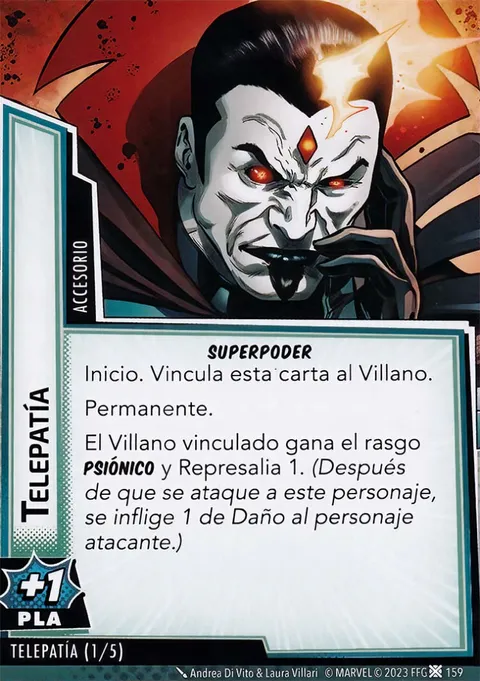 ACCESORIO
TELEPATÍA
SUPERPODER
Inicio. Vincula esta carta al Villano.
Permanente.
El Villano vinculado gana el rasgo
PSIÓNICO y Represalia 1. (Después
de que se ataque a este personaje,
se inflige 1 de Daño al personaje
atacante.)
+1
PLA
TELEPATÍA (1/5)
Andrea Di Vito & Laura Villari © MARVEL © 2023 FFG 159